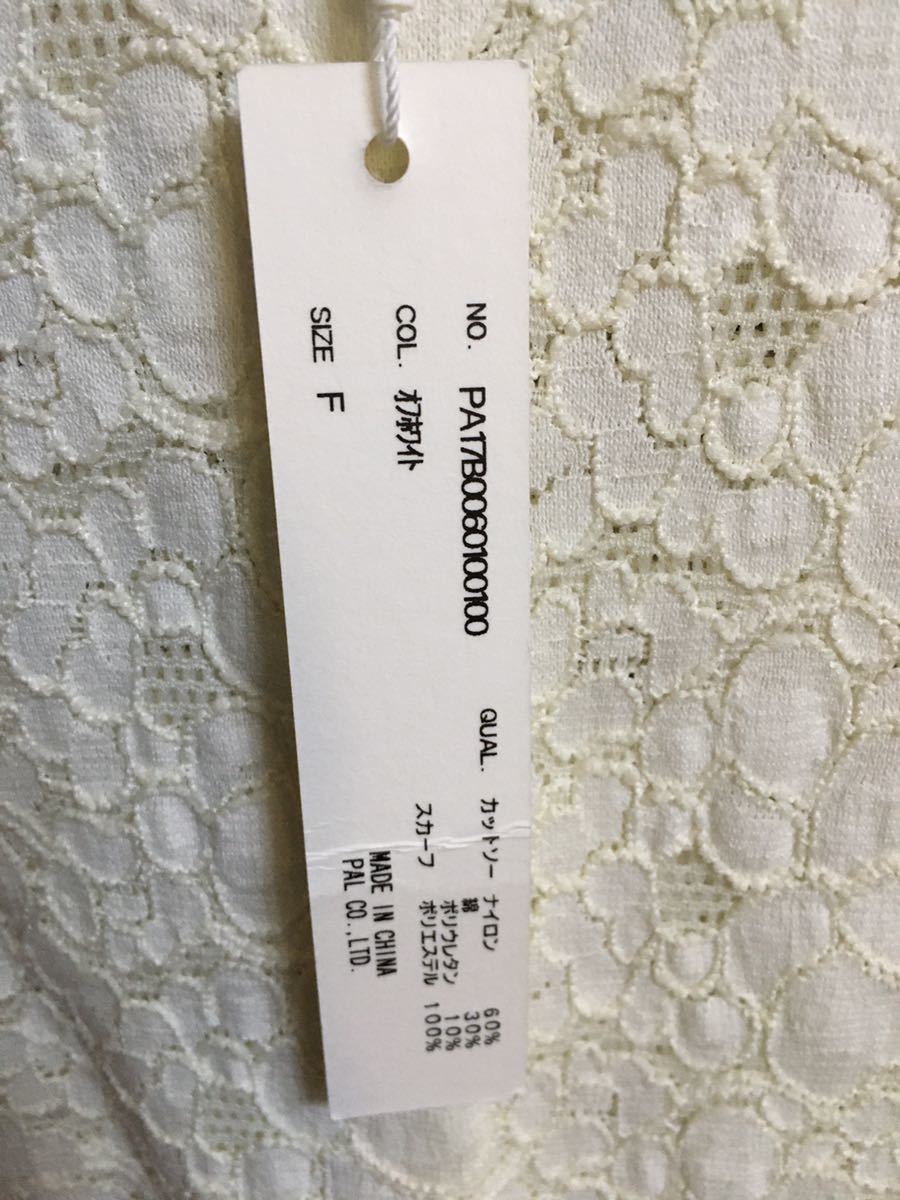 NO. PA17B0060100100
COL. オフホワイト
SIZE F
QUAL. カットソー ナイロン 60%
綿 30%
ポリウレタン 10%
スカーフ ポリエステル 100%
MADE IN CHINA
PAL CO.,LTD.